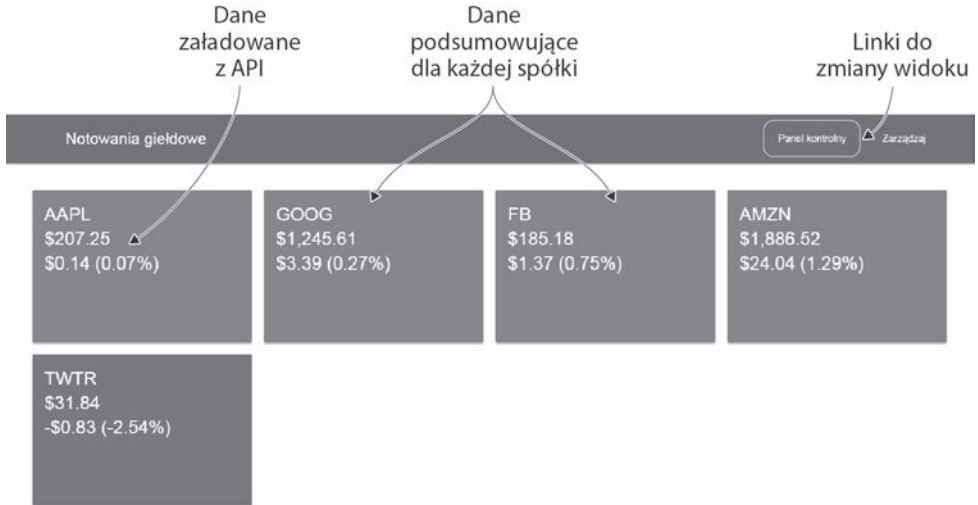 Dane
załadowane
z API
Dane
podsumowujące
dla każdej spółki
Linki do
zmiany widoku
Notowania giełdowe
Panel kontrolny
Zarządzaj
AAPL
$207.25
$0.14 (0.07%)
GOOG
$1,245.61
$3.39 (0.27%)
FB
$185.18
$1.37 (0.75%)
AMZN
$1,886.52
$24.04 (1.29%)
TWTR
$31.84
-$0.83 (-2.54%)